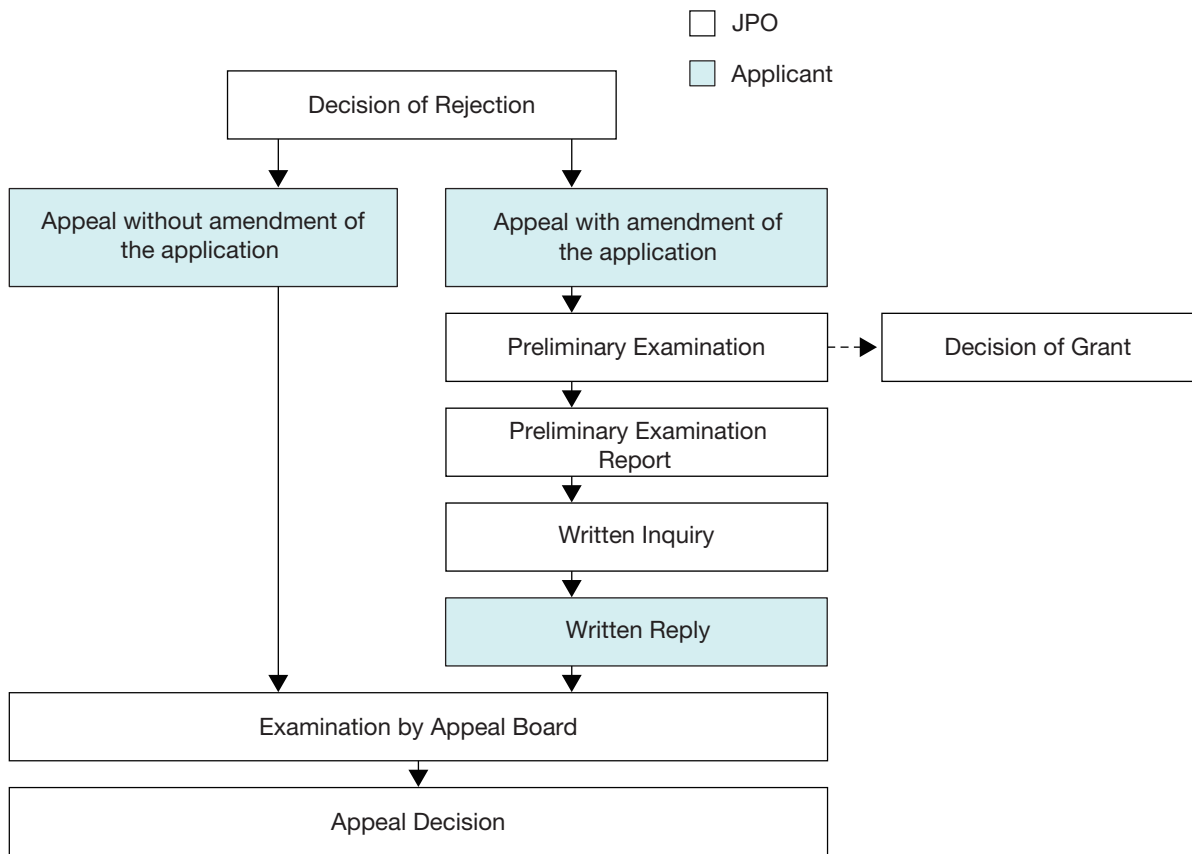 JPO
Applicant
Decision of Rejection
Appeal without amendment of
the application
Appeal with amendment of
the application
Preliminary Examination
Decision of Grant
Preliminary Examination
Report
Written Inquiry
Written Reply
Examination by Appeal Board
Appeal Decision